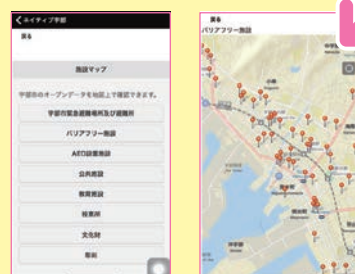 ネイティブ宇部
戻る
施設マップ
宇部市のオープンデータを地図上で確認できます。
宇部市緊急避難場所及び避難所
バリアフリー施設
AED設置施設
公共施設
教育施設
投票所
文化財
彫刻
戻る
バリアフリー施設